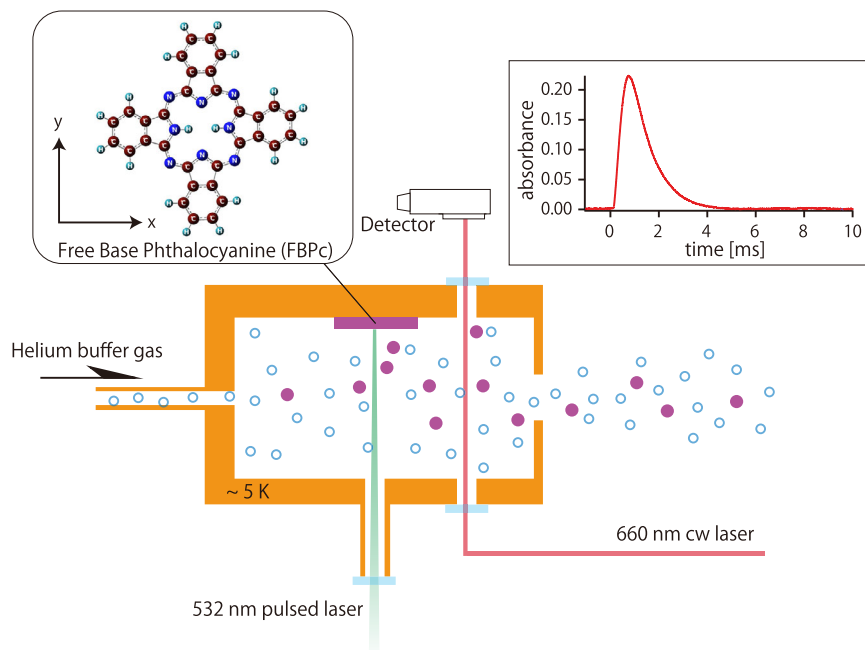 y
x
Free Base Phthalocyanine (FBPc)
C
N
H
Detector
absorbance
0.20
0.15
0.10
0.05
0.00
0
2
4
6
8
10
time [ms]
Helium buffer gas
~ 5 K
660 nm cw laser
532 nm pulsed laser